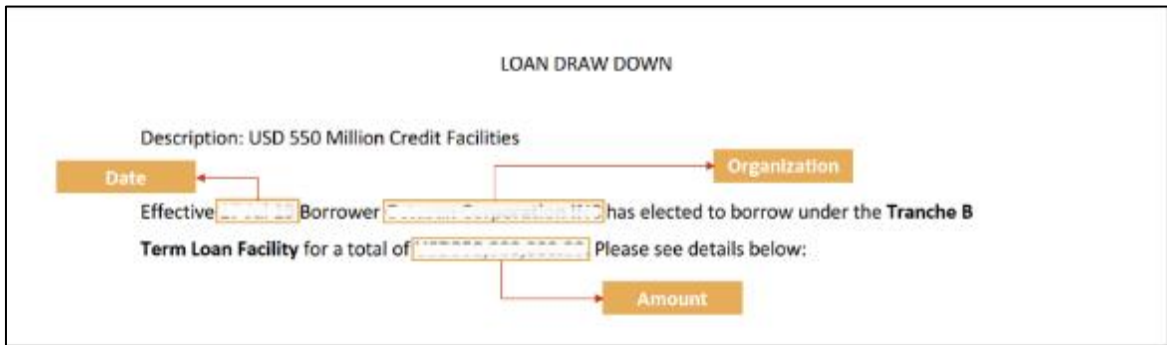 LOAN DRAW DOWN
Description: USD 550 Million Credit Facilities
Organization
Date
Effective Borrower has elected to borrow under the Tranche B
Term Loan Facility for a total of Please see details below:
Amount